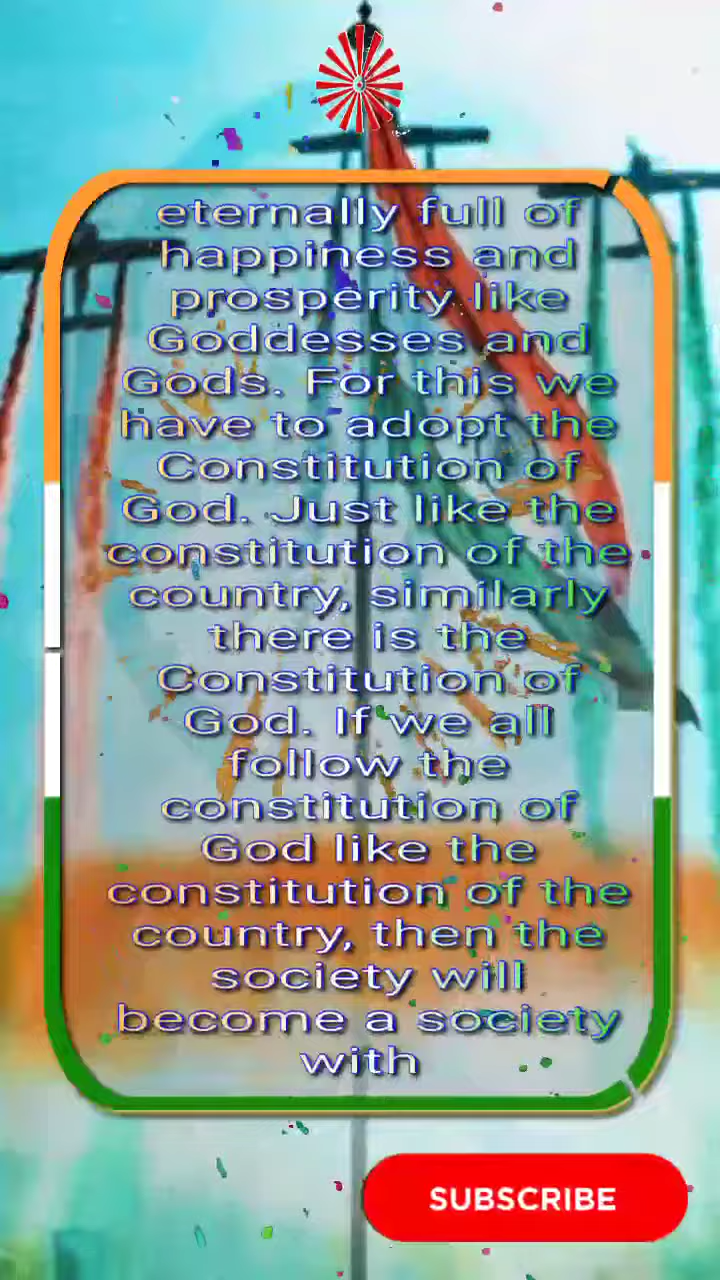 eternally full of
happiness and
prosperity like
Goddesses and
Gods. For this we
have to adopt the
Constitution of
God. Just like the
constitution of the
country, similarly
there is the
Constitution of
God. If we all
follow the
constitution of
God like the
constitution of the
country, then the
society will
become a society
with
SUBSCRIBE